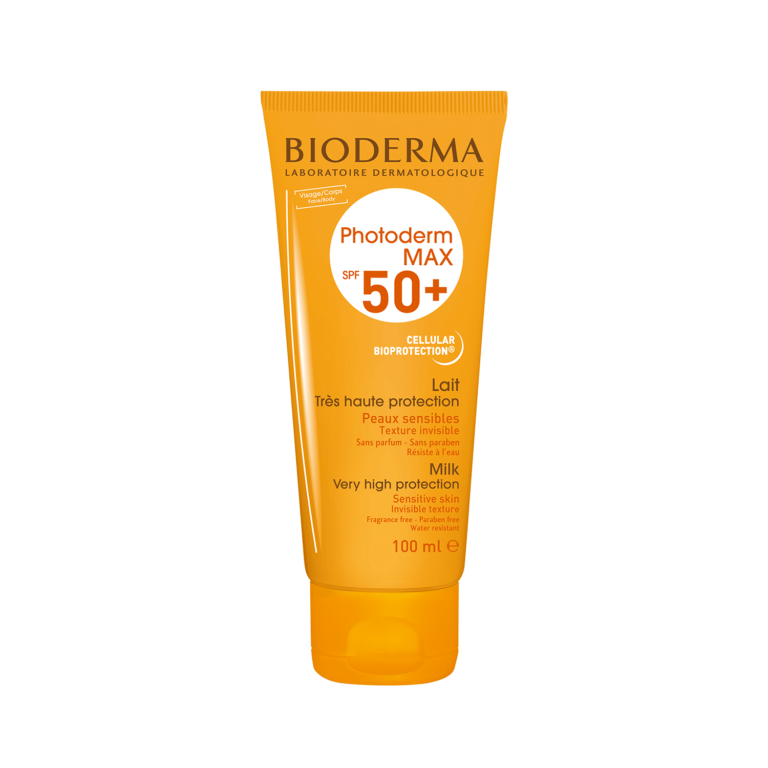 BIODERMA
LABORATOIRE DERMATOLOGIQUE
Visage/Corps
Face/Body
Photoderm
MAX
SPF 50+
CELLULAR
BIOPROTECTION®
Lait
Très haute protection
Peaux sensibles
Texture invisible
Sans parfum - Sans paraben
Résiste à l'eau
Milk
Very high protection
Sensitive skin
Invisible texture
Fragrance free - Paraben free
Water resistant
100 ml ℮